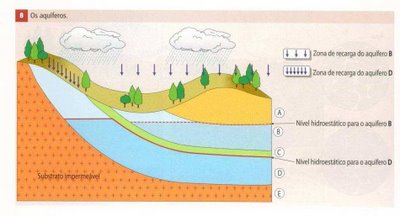 8 Os aquíferos.
Zona de recarga do aquífero B
Zona de recarga do aquífero D
A
Nível hidroestático para o aquífero B
B
C
Nível hidroestático para o aquífero D
D
Substrato impermeável
E